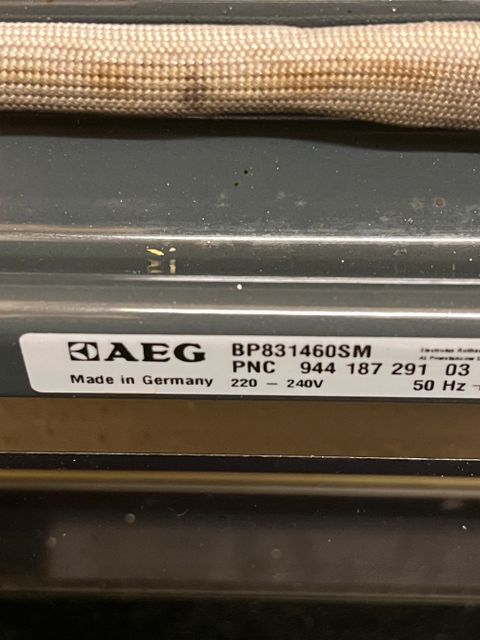 AEG
Made in Germany
BP831460SM
PNC 944 187 291 03
220 – 240V 50 Hz